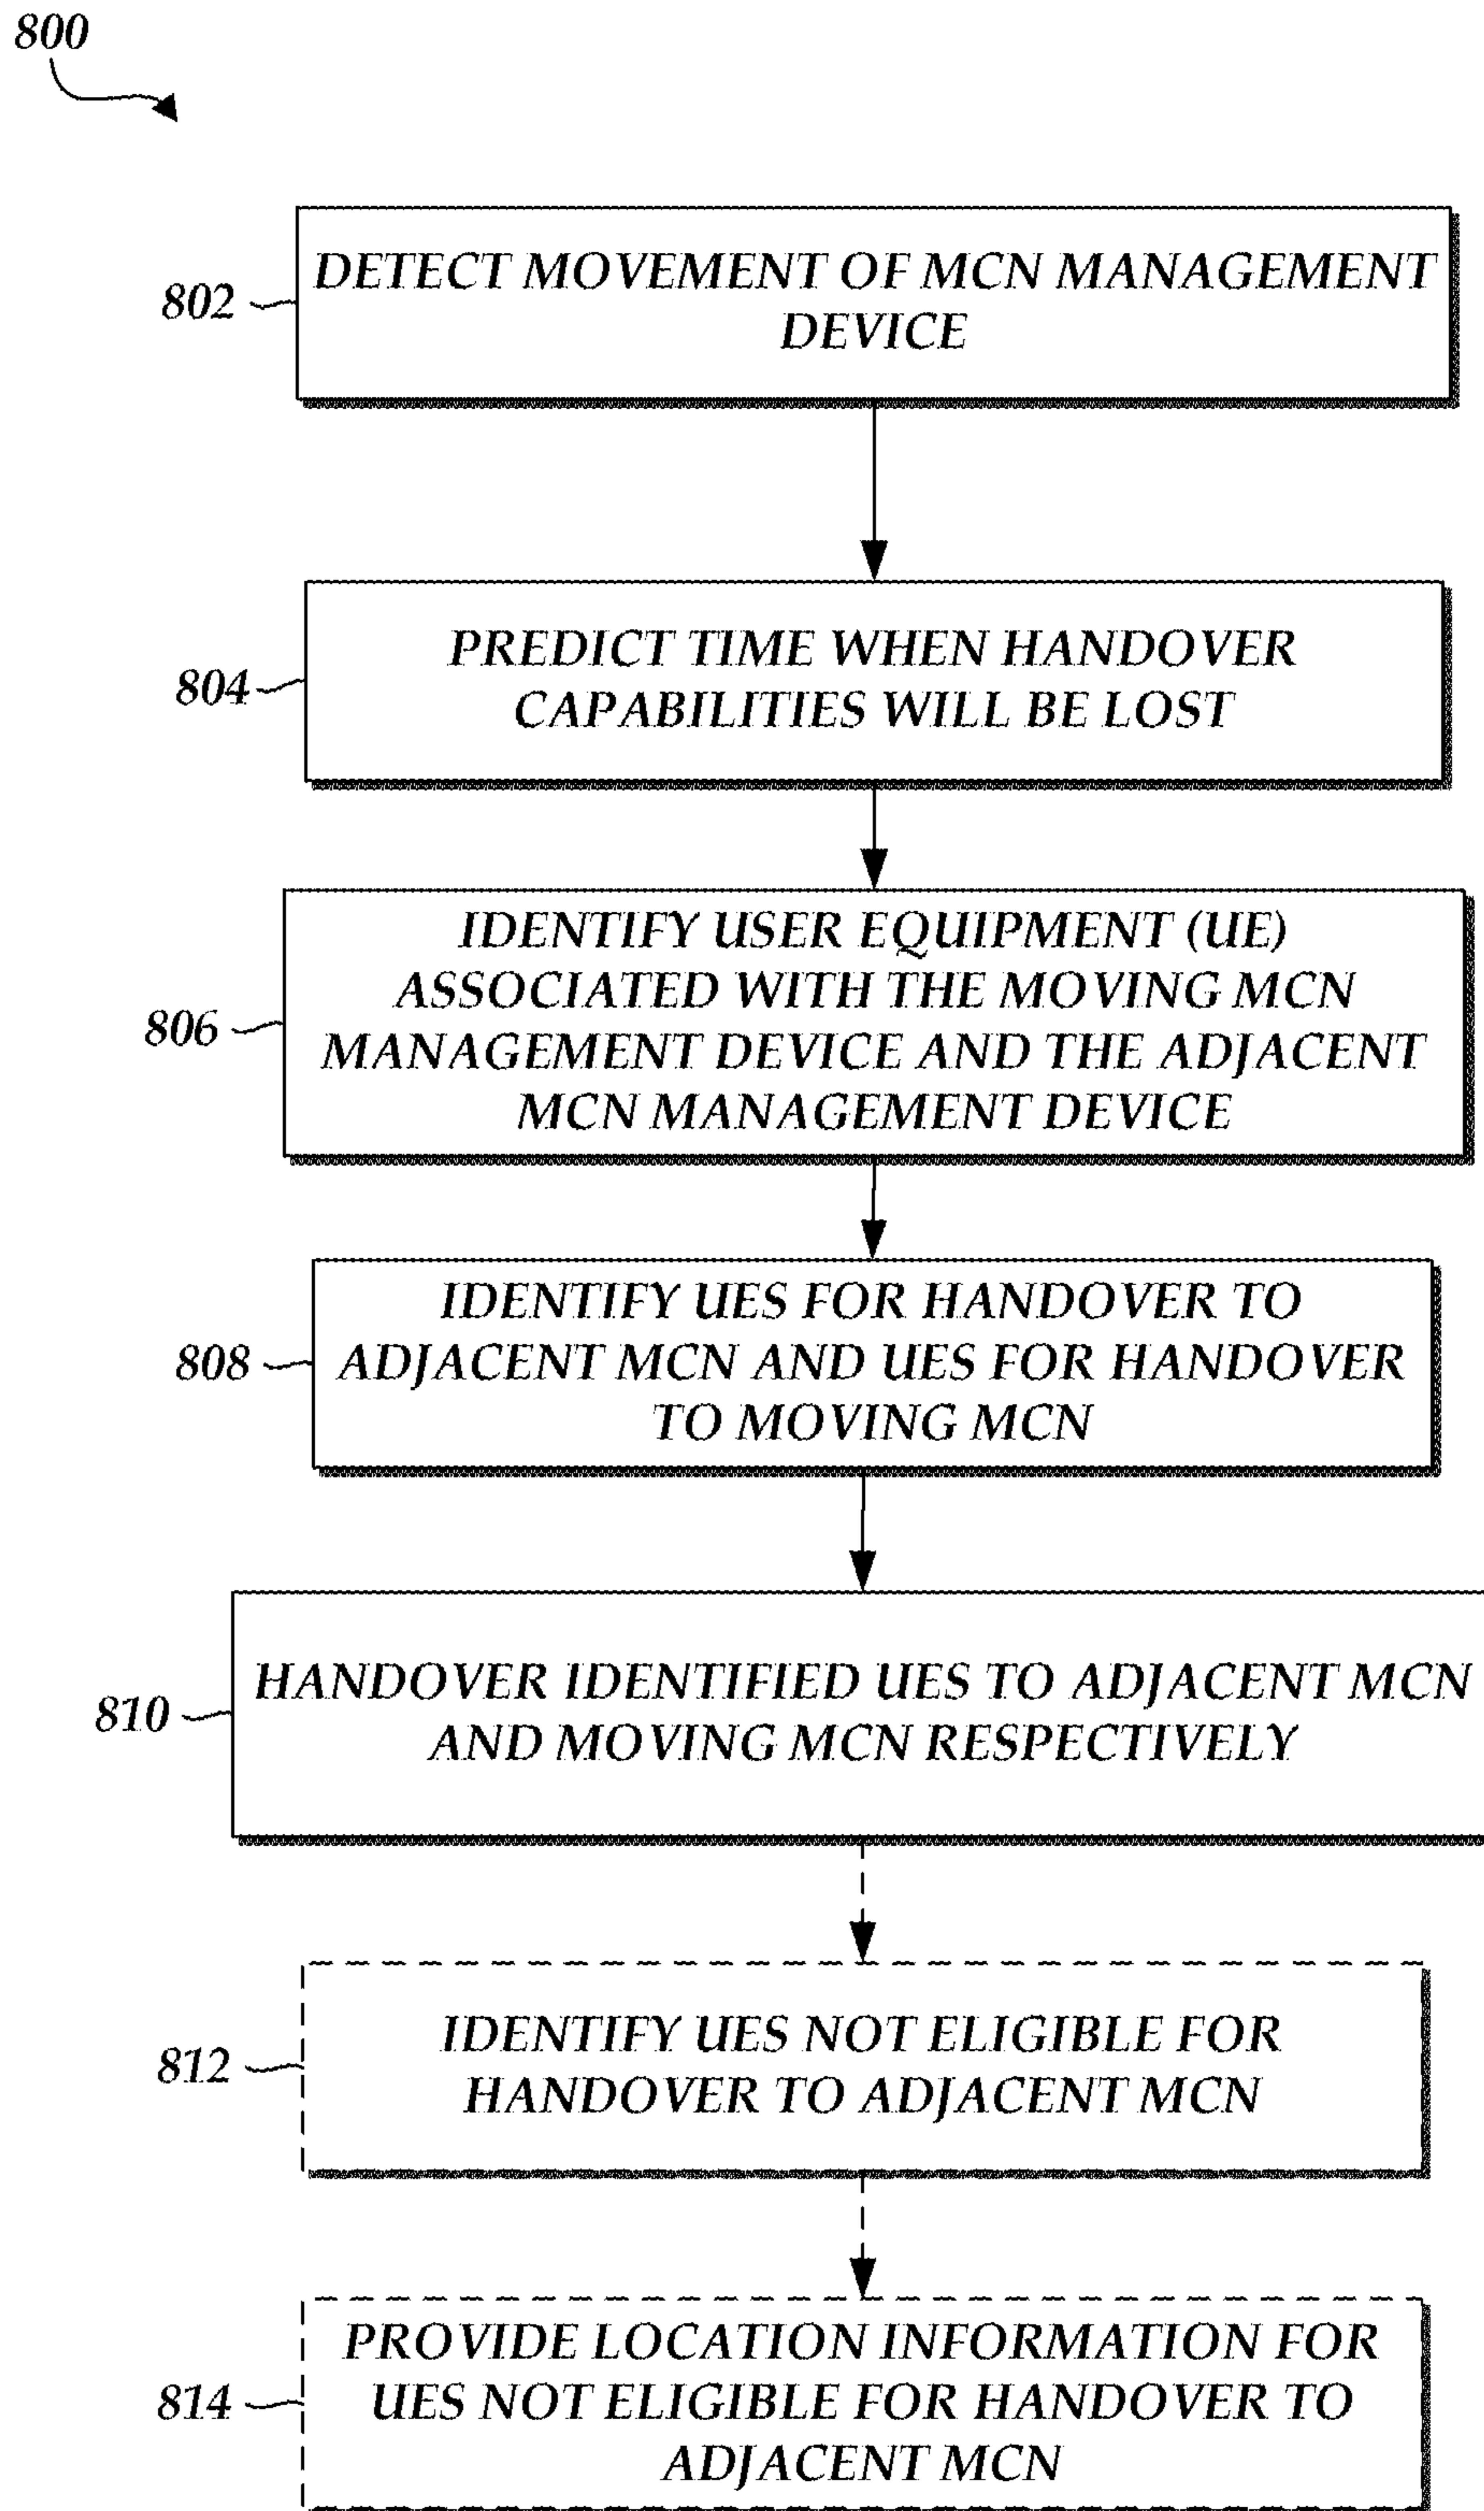 800
802
DETECT MOVEMENT OF MCN MANAGEMENT
DEVICE
804
PREDICT TIME WHEN HANDOVER
CAPABILITIES WILL BE LOST
806
IDENTIFY USER EQUIPMENT (UE)
ASSOCIATED WITH THE MOVING MCN
MANAGEMENT DEVICE AND THE ADJACENT
MCN MANAGEMENT DEVICE
808
IDENTIFY UES FOR HANDOVER TO
ADJACENT MCN AND UES FOR HANDOVER
TO MOVING MCN
810
HANDOVER IDENTIFIED UES TO ADJACENT MCN
AND MOVING MCN RESPECTIVELY
812
IDENTIFY UES NOT ELIGIBLE FOR
HANDOVER TO ADJACENT MCN
814
PROVIDE LOCATION INFORMATION FOR
UES NOT ELIGIBLE FOR HANDOVER TO
ADJACENT MCN